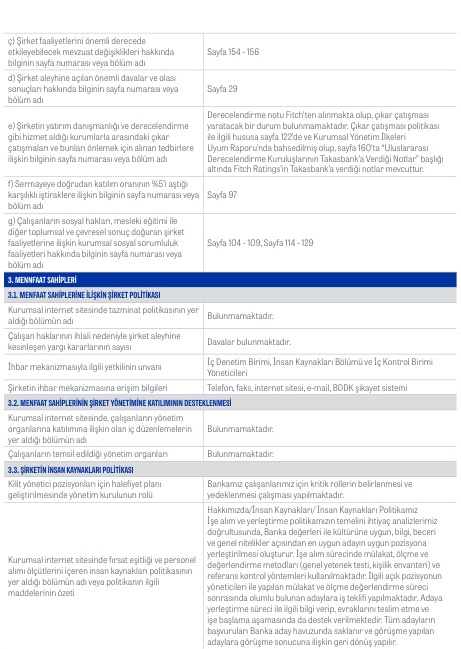 ç) Şirket faaliyetlerini önemli derecede
etkileyebilecek mevzuat değişiklikleri hakkında
bilginin sayfa numarası veya bölüm adı
Sayfa 154 - 156
d) Şirket aleyhine açılan önemli davalar ve olası
sonuçları hakkında bilginin sayfa numarası veya
bölüm adı
Sayfa 29
e) Şirketin yatırım danışmanlığı ve derecelendirme
gibi hizmet aldığı kurumlarla arasındaki çıkar
çatışmaları ve bunları önlemek için alınan tedbirlere
ilişkin bilginin sayfa numarası veya bölüm adı
Derecelendirme notu Fitch'ten alınmakta olup, çıkar çatışması
yaratacak bir durum bulunmamaktadır. Çıkar çatışması politikası
ile ilgili hususa sayfa 122'de ve Kurumsal Yönetim İlkeleri
Uyum Raporu'nda bahsedilmiş olup, sayfa 160'ta "Uluslararası
Derecelendirme Kuruluşlarının Takasbank'a Verdiği Notlar" başlığı
altında Fitch Ratings'in Takasbank'a verdiği notlar mevcuttur.
f) Sermayeye doğrudan katılım oranının %5'i aştığı
karşılıklı iştiraklere ilişkin bilginin sayfa numarası veya
bölüm adı
Sayfa 97
g) Çalışanların sosyal hakları, mesleki eğitimi ile
diğer toplumsal ve çevresel sonuç doğuran şirket
faaliyetlerine ilişkin kurumsal sosyal sorumluluk
faaliyetleri hakkında bilginin sayfa numarası veya
bölüm adı
Sayfa 104 - 109, Sayfa 114 - 129
3. MENNFAAT SAHİPLERİ
3.1. MENFAAT SAHİPLERİNE İLİŞKİN ŞİRKET POLİTİKASI
Kurumsal internet sitesinde tazminat politikasının yer
aldığı bölümün adı
Bulunmamaktadır.
Çalışan haklarının ihlali nedeniyle şirket aleyhine
kesinleşen yargı kararlarının sayısı
Davalar bulunmaktadır.
İhbar mekanizmasıyla ilgili yetkilinin unvanı
İç Denetim Birimi, İnsan Kaynakları Bölümü ve İç Kontrol Birimi
Yöneticileri
Şirketin ihbar mekanizmasına erişim bilgileri
Telefon, faks, internet sitesi, e-mail, BDDK şikayet sistemi
3.2. MENFAAT SAHİPLERİNİN ŞİRKET YÖNETİMİNE KATILIMININ DESTEKLENMESİ
Kurumsal internet sitesinde, çalışanların yönetim
organlarına katılımına ilişkin olan iç düzenlemelerin
yer aldığı bölümün adı
Bulunmamaktadır.
Çalışanların temsil edildiği yönetim organları
Bulunmamaktadır.
3.3. ŞİRKETİN İNSAN KAYNAKLARI POLİTİKASI
Kilit yönetici pozisyonları için halefiyet planı
geliştirilmesinde yönetim kurulunun rolü
Bankamız çalışanlarımız için kritik rollerin belirlenmesi ve
yedeklenmesi çalışması yapılmaktadır.
Kurumsal internet sitesinde fırsat eşitliği ve personel
alımı ölçütlerini içeren insan kaynakları politikasının
yer aldığı bölümün adı veya politikanın ilgili
maddelerinin özeti
Hakkımızda/İnsan Kaynakları/ İnsan Kaynakları Politikamız
İşe alım ve yerleştirme politikamızın temelini ihtiyaç analizlerimiz
doğrultusunda, Banka değerleri ile kültürüne uygun, bilgi, beceri
ve genel nitelikler açısından en uygun adayın uygun pozisyona
yerleştirilmesi oluşturur. İşe alım sürecinde mülakat, ölçme ve
değerlendirme metodları (genel yetenek testi, kişilik envanteri) ve
referans kontrol yöntemleri kullanılmaktadır. İlgili açık pozisyonun
yöneticileri ile yapılan mülakat ve ölçme değerlendirme süreci
sonrasında olumlu bulunan adaylara iş teklifi yapılmaktadır. Adaya
yerleştirme süreci ile ilgili bilgi verip, evraklarını teslim etme ve
işe başlama aşamasında da destek verilmektedir. Tüm adayların
başvuruları Banka aday havuzunda saklanır ve görüşme yapılan
adaylara görüşme sonucuna ilişkin geri dönüş yapılır.